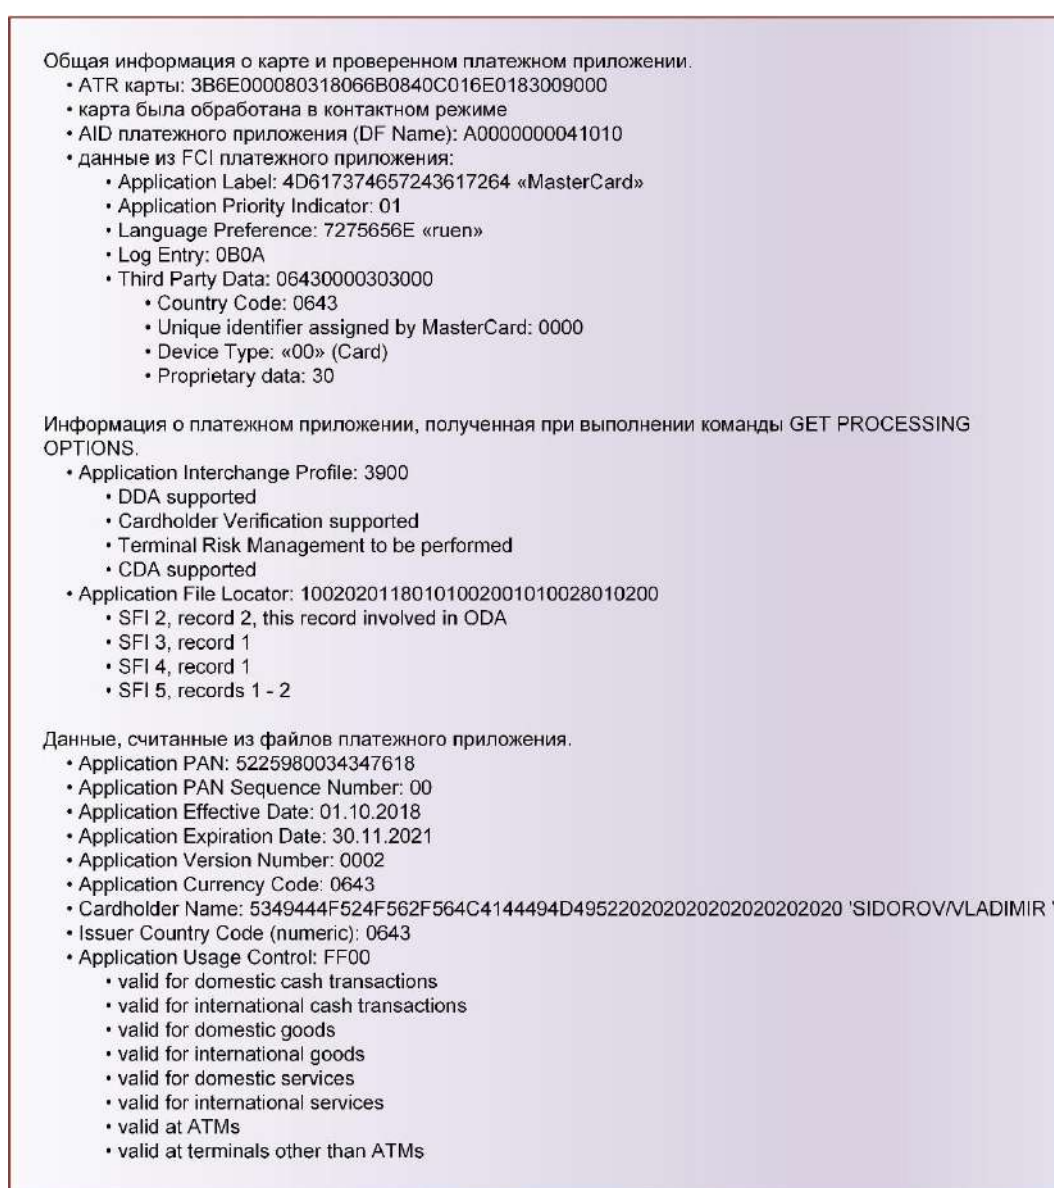 Общая информация о карте и проверенном платежном приложении.
• ATR карты: 3B6E000080318066B0840C016E0183009000
• карта была обработана в контактном режиме
• AID платежного приложения (DF Name): A0000000041010
• данные из FCI платежного приложения:
• Application Label: 4D617374657243617264 «MasterCard»
• Application Priority Indicator: 01
• Language Preference: 7275656E «ruen»
• Log Entry: 0B0A
• Third Party Data: 06430000303000
• Country Code: 0643
• Unique identifier assigned by MasterCard: 0000
• Device Type: «00» (Card)
• Proprietary data: 30
Информация о платежном приложении, полученная при выполнении команды GET PROCESSING
OPTIONS.
• Application Interchange Profile: 3900
• DDA supported
• Cardholder Verification supported
• Terminal Risk Management to be performed
• CDA supported
• Application File Locator: 10020201180101002001010028010200
• SFI 2, record 2, this record involved in ODA
• SFI 3, record 1
• SFI 4, record 1
• SFI 5, records 1 - 2
Данные, считанные из файлов платежного приложения.
• Application PAN: 5225980034347618
• Application PAN Sequence Number: 00
• Application Effective Date: 01.10.2018
• Application Expiration Date: 30.11.2021
• Application Version Number: 0002
• Application Currency Code: 0643
• Cardholder Name: 5349444F524F562F564C4144494D4952202020202020202020 'SIDOROV/VLADIMIR '
• Issuer Country Code (numeric): 0643
• Application Usage Control: FF00
• valid for domestic cash transactions
• valid for international cash transactions
• valid for domestic goods
• valid for international goods
• valid for domestic services
• valid for international services
• valid at ATMs
• valid at terminals other than ATMs